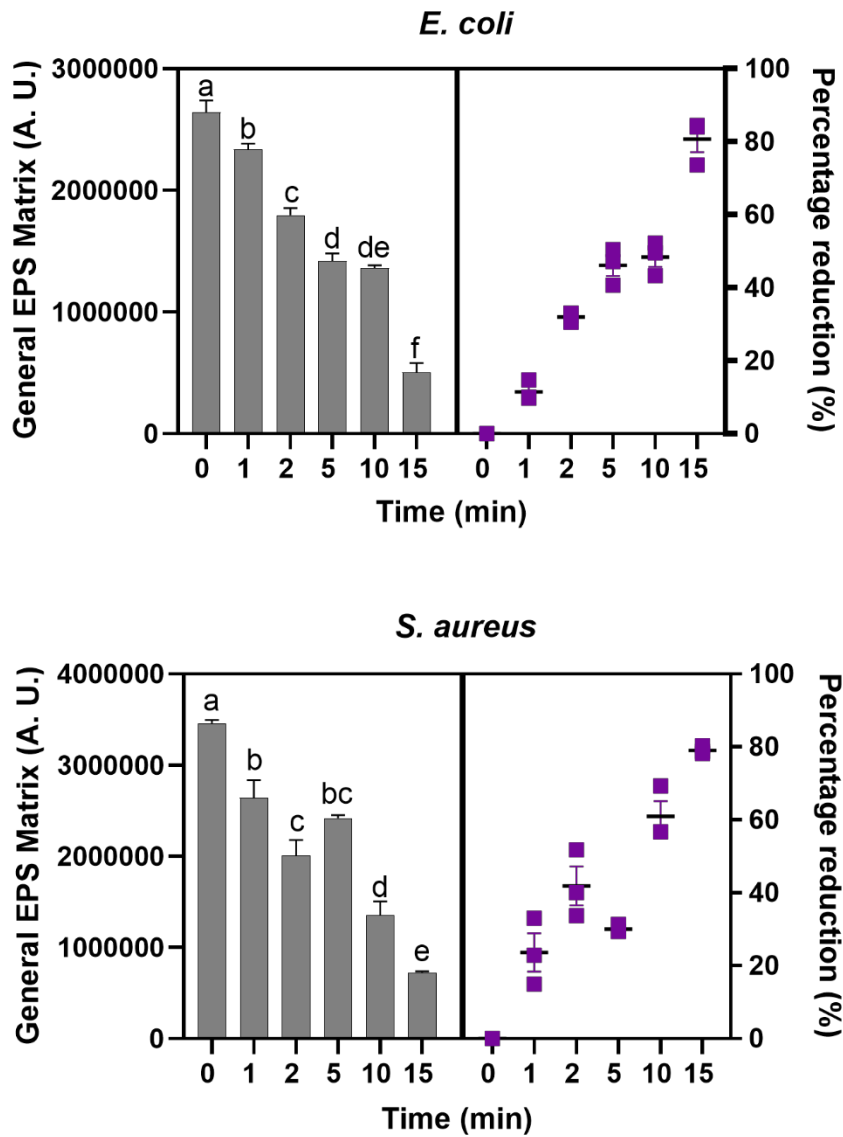 E. coli
General EPS Matrix (A. U.)
3000000
2000000
1000000
0
a
b
c
d
de
f
0 1 2 5 10 15
0 1 2 5 10 15
100
80
60
40
20
0
Percentage reduction (%)
Time (min)
S. aureus
General EPS Matrix (A. U.)
4000000
3000000
2000000
1000000
0
a
b
c
bc
d
e
0 1 2 5 10 15
0 1 2 5 10 15
100
80
60
40
20
0
Percentage reduction (%)
Time (min)